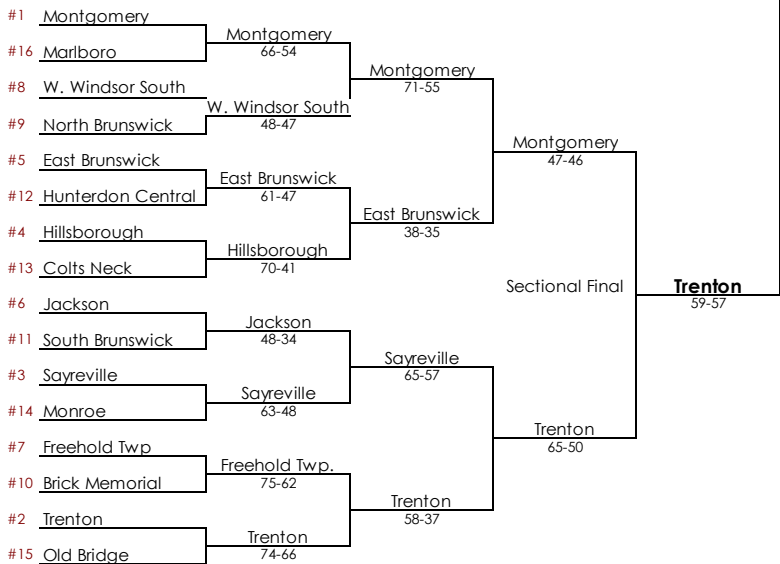 #1 Montgomery
#16 Marlboro
#8 W. Windsor South
#9 North Brunswick
#5 East Brunswick
#12 Hunterdon Central
#4 Hillsborough
#13 Colts Neck
#6 Jackson
#11 South Brunswick
#3 Sayreville
#14 Monroe
#7 Freehold Twp
#10 Brick Memorial
#2 Trenton
#15 Old Bridge
Montgomery
66-54
W. Windsor South
48-47
East Brunswick
61-47
Hillsborough
70-41
Jackson
48-34
Sayreville
63-48
Freehold Twp.
75-62
Trenton
74-66
Montgomery
71-55
East Brunswick
38-35
Sayreville
65-57
Trenton
58-37
Montgomery
47-46
Sectional Final
Trenton
65-50
Trenton
59-57